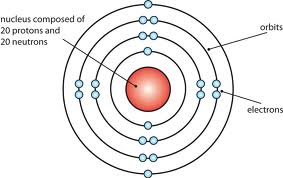 nucleus composed of
20 protons and
20 neutrons
orbits
electrons